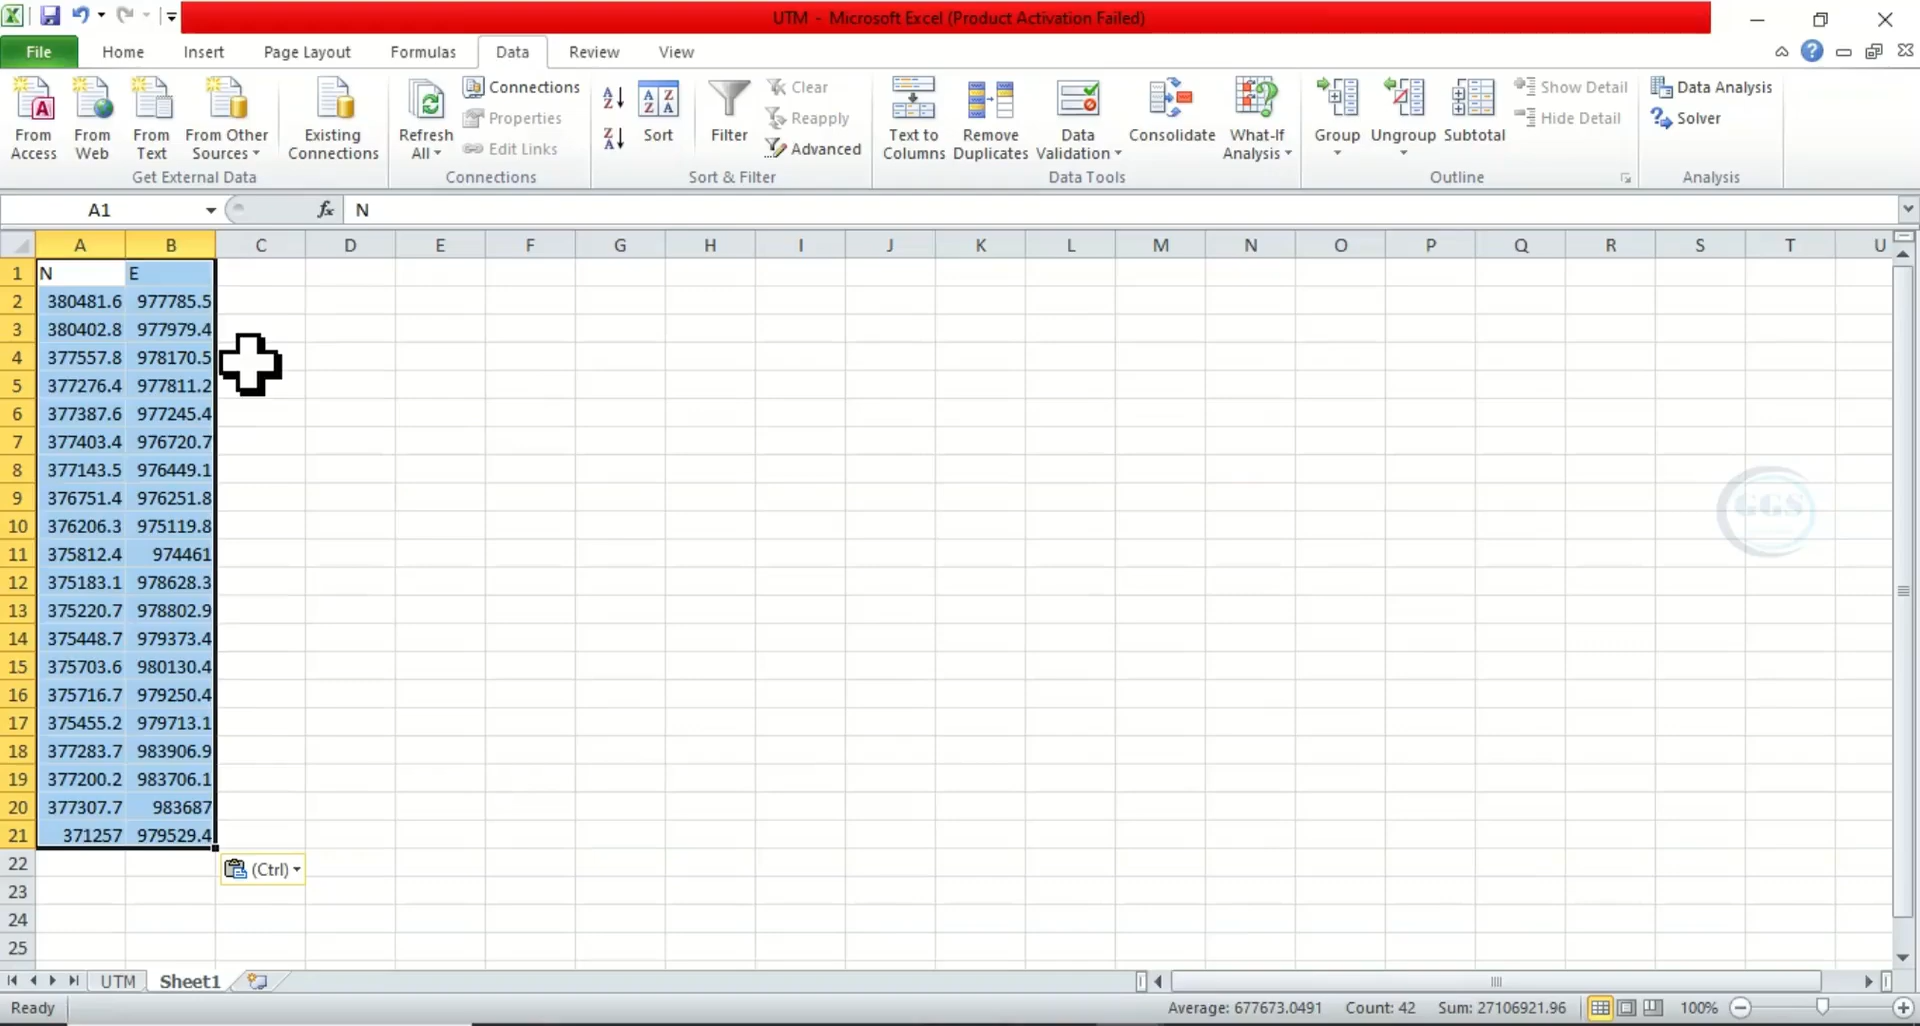 UTM - Microsoft Excel (Product Activation Failed)
File Home Insert Page Layout Formulas Data Review View
From Access
From Web
From Text
From Other Sources
Existing Connections
Get External Data
Refresh All
Connections
Properties
Edit Links
Connections
Sort
Filter
Clear
Reapply
Advanced
Sort & Filter
Text to Columns
Remove Duplicates
Data Validation
Consolidate
What-If Analysis
Data Tools
Group
Ungroup
Subtotal
Show Detail
Hide Detail
Outline
Data Analysis
Solver
Analysis
A1 fx N
A B C D E F G H I J K L M N O P Q R S T U
1 N E
2 380481.6 977785.5
3 380402.8 977979.4
4 377557.8 978170.5
5 377276.4 977811.2
6 377387.6 977245.4
7 377403.4 976720.7
8 377143.5 976449.1
9 376751.4 976251.8
10 376206.3 975119.8
11 375812.4 974461
12 375183.1 978628.3
13 375220.7 978802.9
14 375448.7 979373.4
15 375703.6 980130.4
16 375716.7 979250.4
17 375455.2 979713.1
18 377283.7 983906.9
19 377200.2 983706.1
20 377307.7 983687
21 371257 979529.4
22 (Ctrl)
23
24
25
GGS
UTM Sheet1
Ready Average: 677673.0491 Count: 42 Sum: 27106921.96 100%